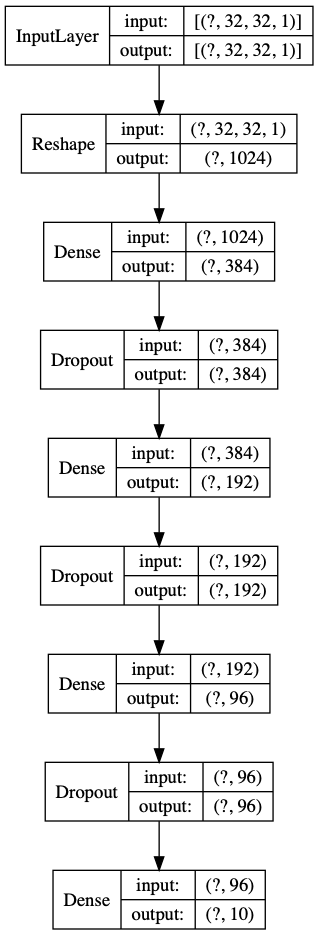 InputLayer
input: [(?, 32, 32, 1)]
output: [(?, 32, 32, 1)]
Reshape
input: (?, 32, 32, 1)
output: (?, 1024)
Dense
input: (?, 1024)
output: (?, 384)
Dropout
input: (?, 384)
output: (?, 384)
Dense
input: (?, 384)
output: (?, 192)
Dropout
input: (?, 192)
output: (?, 192)
Dense
input: (?, 192)
output: (?, 96)
Dropout
input: (?, 96)
output: (?, 96)
Dense
input: (?, 96)
output: (?, 10)